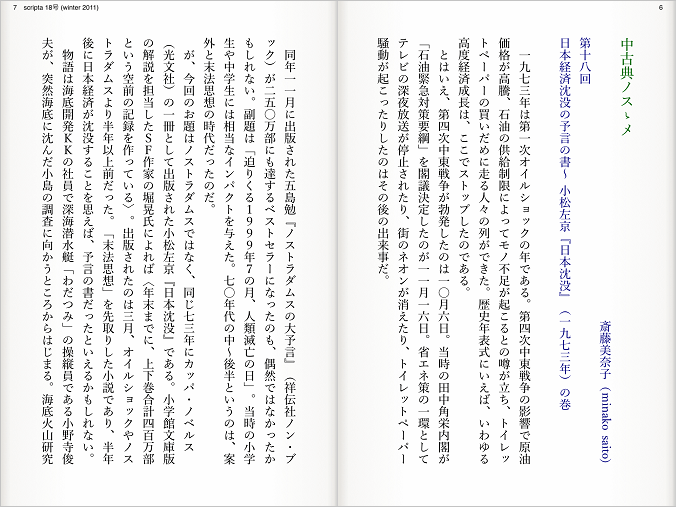 6
中古典ノスゝメ
斎藤美奈子（minako saito）
第十八回
日本経済沈没の予言の書〜 小松左京『日本沈没』（一九七三年）の巻
一九七三年は第一次オイルショックの年である。第四次中東戦争の影響で原油
価格が高騰、石油の供給制限によってモノ不足が起こるとの噂が立ち、トイレッ
トペーパーの買いだめに走る人々の列ができた。歴史年表式にいえば、いわゆる
高度経済成長は、ここでストップしたのである。
とはいえ、第四次中東戦争が勃発したのは一〇月六日。当時の田中角栄内閣が
「石油緊急対策要綱」を閣議決定したのが一一月一六日。省エネ策の一環として
テレビの深夜放送が停止されたり、街のネオンが消えたり、トイレットペーパー
騒動が起こったりしたのはその後の出来事だ。
7 scripta 18号 (winter 2011)
同年一一月に出版された五島勉『ノストラダムスの大予言』（祥伝社ノン・ブ
ック）が二五〇万部にも達するベストセラーになったのも、偶然ではなかったか
もしれない。副題は「迫りくる1999年7の月、人類滅亡の日」。当時の小学
生や中学生には相当なインパクトを与えた。七〇年代の中〜後半というのは、案
外と末法思想の時代だったのだ。
が、今回のお題はノストラダムスではなく、同じ七三年にカッパ・ノベルス
（光文社）の一冊として出版された小松左京『日本沈没』である。小学館文庫版
の解説を担当したＳＦ作家の堀晃氏によれば〈年末までに、上下巻合計四百万部
という空前の記録を作っている〉。出版されたのは三月、オイルショックやノス
トラダムスより半年以上前だった。「末法思想」を先取りした小説であり、半年
後に日本経済が沈没することを思えば、予言の書だったといえるかもしれない。
物語は海底開発ＫＫの社員で深海潜水艇「わだつみ」の操縦員である小野寺俊
夫が、突然海底に沈んだ小島の調査に向かうところからはじまる。海底火山研究